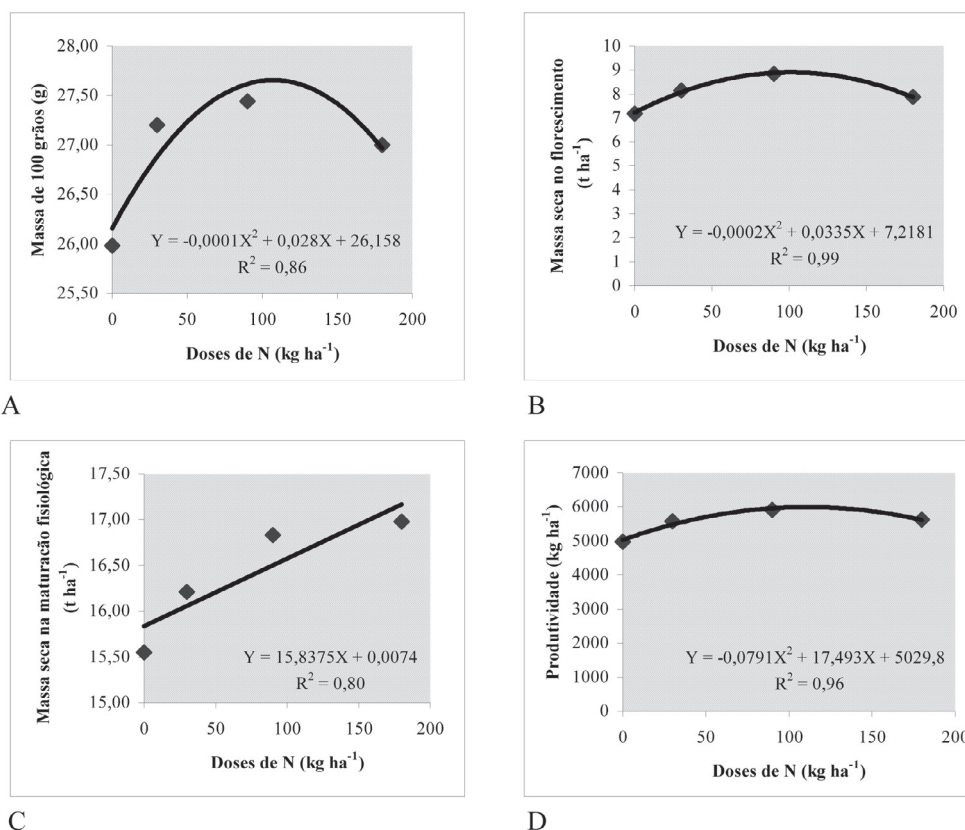 28,00
27,50
27,00
26,50
26,00
25,50
Massa de 100 grãos (g)
Y = -0,0001X² + 0,028X + 26,158
R² = 0,86
0 50 100 150 200
Doses de N (kg ha⁻¹)
A
10
9
8
7
6
5
4
3
2
1
0
Massa seca no florescimento
(t ha⁻¹)
Y = -0,0002X² + 0,0335X + 7,2181
R² = 0,99
0 50 100 150 200
Doses de N (kg ha⁻¹)
B
17,50
17,00
16,50
16,00
15,50
15,00
Massa seca na maturacão fisiológica
(t ha⁻¹)
Y = 15,8375X + 0,0074
R² = 0,80
0 50 100 150 200
Doses de N (kg ha⁻¹)
C
7000
6000
5000
4000
3000
2000
1000
0
Produtividade (kg ha⁻¹)
Y = -0,0791X² + 17,493X + 5029,8
R² = 0,96
0 50 100 150 200
Doses de N (kg ha⁻¹)
D